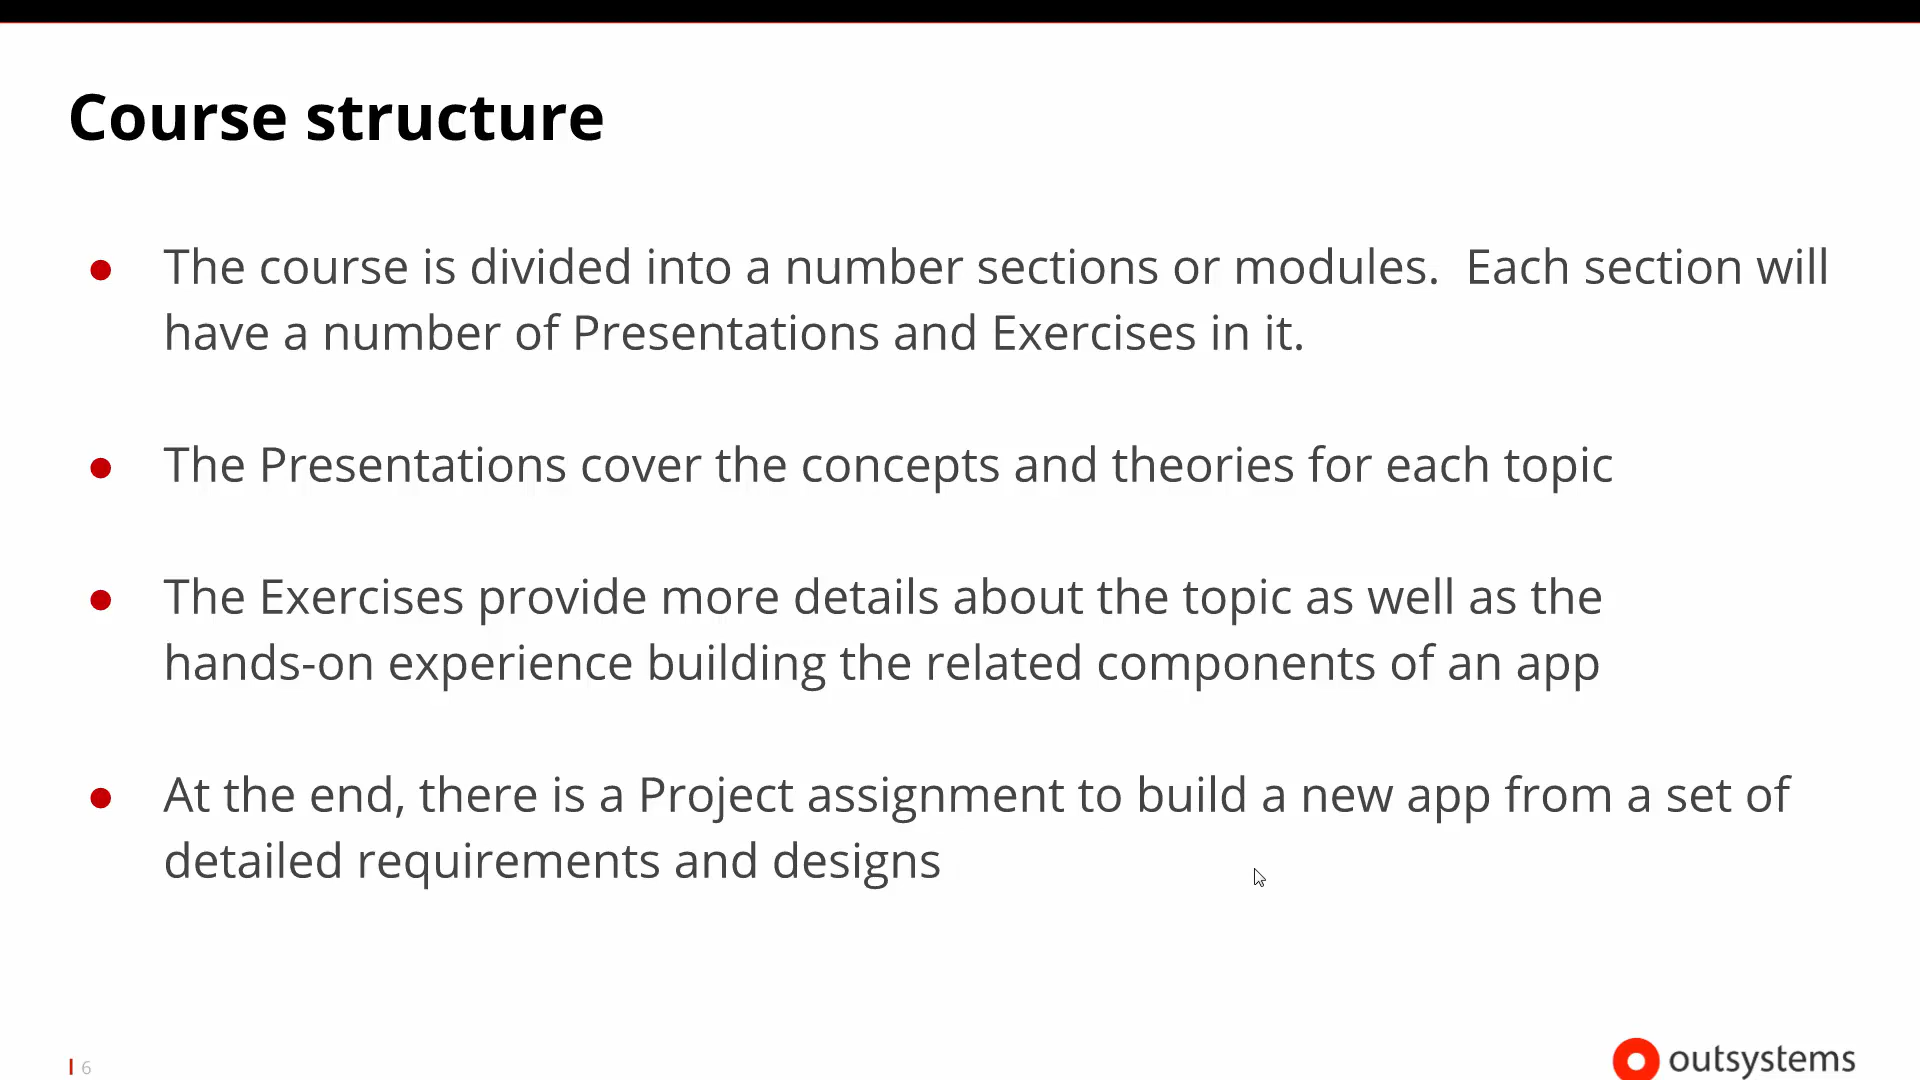 Course structure
● The course is divided into a number sections or modules.  Each section will
have a number of Presentations and Exercises in it.
● The Presentations cover the concepts and theories for each topic
● The Exercises provide more details about the topic as well as the
hands-on experience building the related components of an app
● At the end, there is a Project assignment to build a new app from a set of
detailed requirements and designs
6
outsystems